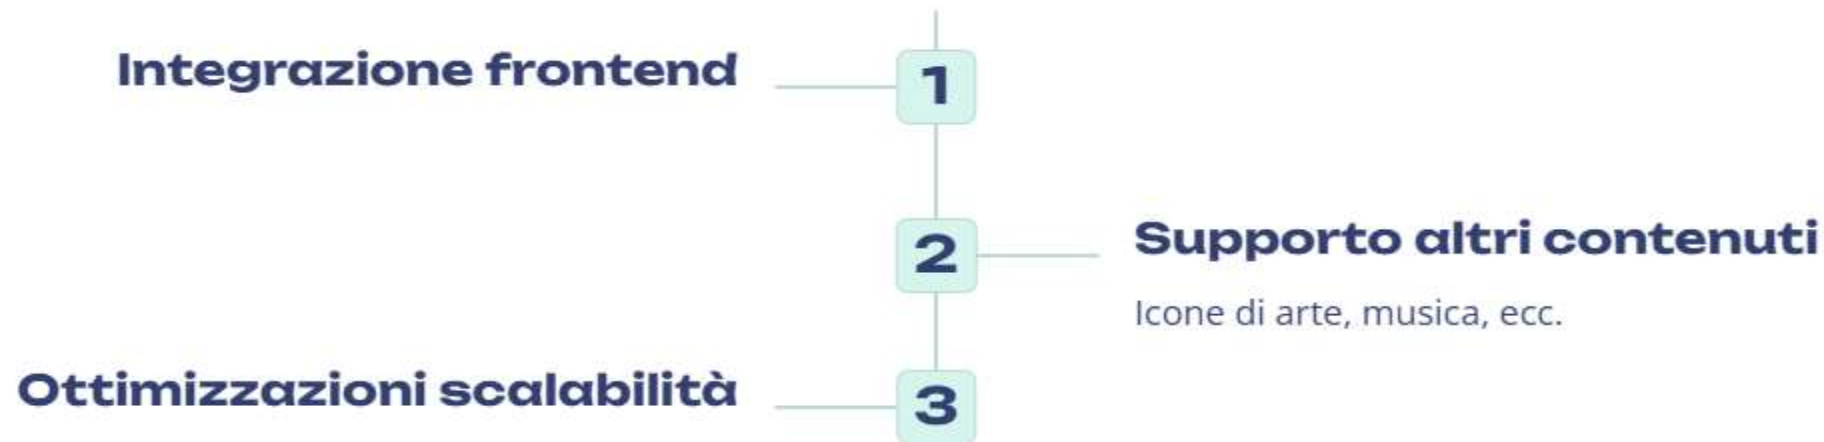 Integrazione frontend
1
2
Supporto altri contenuti
Icone di arte, musica, ecc.
Ottimizzazioni scalabilità
3